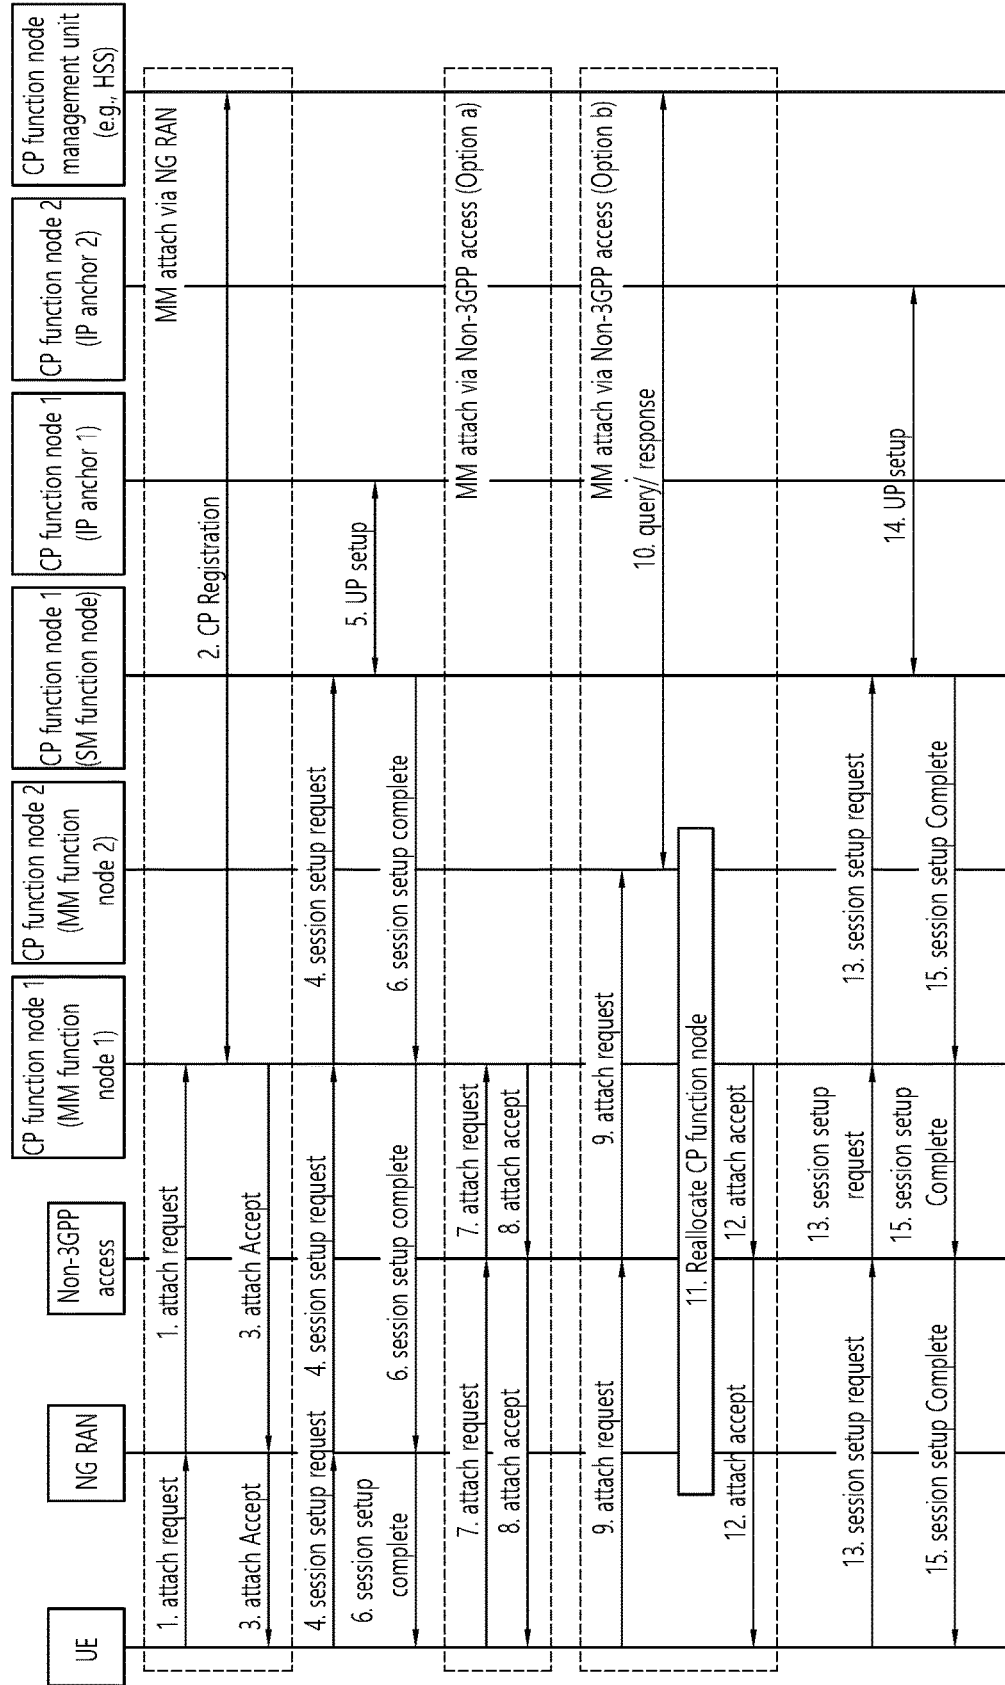 UE
NG RAN
Non-3GPP
access
CP function node 1
(MM function
node 1)
CP function node 2
(MM function
node 2)
CP function node 1
(SM function node)
CP function node 1
(IP anchor 1)
CP function node 2
(IP anchor 2)
CP function node
management unit
(e.g., HSS)
MM attach via NG RAN
1. attach request
1. attach request
2. CP Registration
3. attach Accept
3. attach Accept
4. session setup request
4. session setup request
4. session setup request
5. UP setup
6. session setup
complete
6. session setup complete
6. session setup complete
MM attach via Non-3GPP access (Option a)
7. attach request
7. attach request
8. attach accept
8. attach accept
MM attach via Non-3GPP access (Option b)
9. attach request
9. attach request
10. query/ response
11. Reallocate CP function node
12. attach accept
12. attach accept
13. session setup request
13. session setup
request
13. session setup request
14. UP setup
15. session setup Complete
15. session setup
Complete
15. session setup Complete